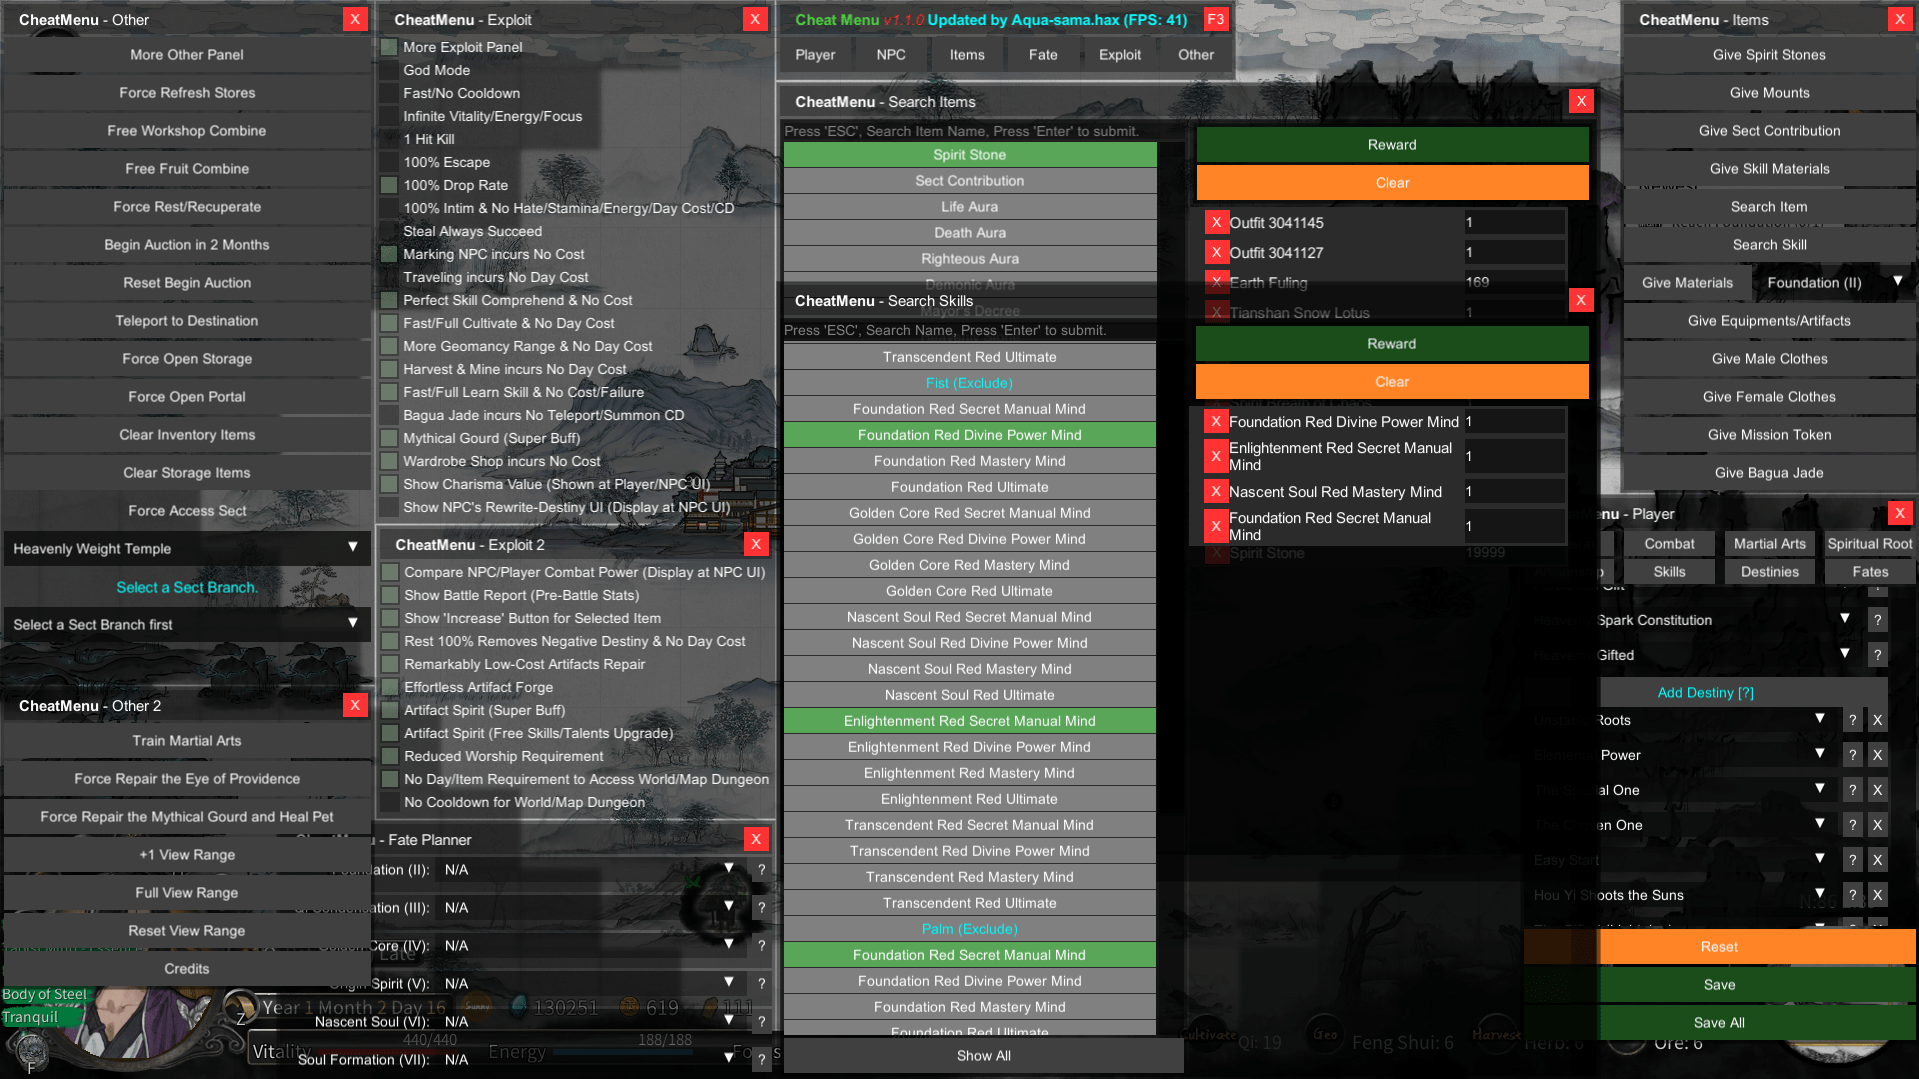 CheatMenu - Other
X
More Other Panel
Force Refresh Stores
Free Workshop Combine
Free Fruit Combine
Force Rest/Recuperate
Begin Auction in 2 Months
Reset Begin Auction
Teleport to Destination
Force Open Storage
Force Open Portal
Clear Inventory Items
Clear Storage Items
Force Access Sect
Heavenly Weight Temple ▼
Select a Sect Branch.
Select a Sect Branch first ▼
CheatMenu - Other 2
X
Train Martial Arts
Force Repair the Eye of Providence
Force Repair the Mythical Gourd and Heal Pet
+1 View Range
Full View Range
Reset View Range
Credits
Body of Steel
Tranquil
F
Z
CheatMenu - Exploit
X
More Exploit Panel
God Mode
Fast/No Cooldown
Infinite Vitality/Energy/Focus
1 Hit Kill
100% Escape
100% Drop Rate
100% Intim & No Hate/Stamina/Energy/Day Cost/CD
Steal Always Succeed
Marking NPC incurs No Cost
Traveling incurs No Day Cost
Perfect Skill Comprehend & No Cost
Fast/Full Cultivate & No Day Cost
More Geomancy Range & No Day Cost
Harvest & Mine incurs No Day Cost
Fast/Full Learn Skill & No Cost/Failure
Bagua Jade incurs No Teleport/Summon CD
Mythical Gourd (Super Buff)
Wardrobe Shop incurs No Cost
Show Charisma Value (Shown at Player/NPC UI)
Show NPC's Rewrite-Destiny UI (Display at NPC UI)
CheatMenu - Exploit 2
X
Compare NPC/Player Combat Power (Display at NPC UI)
Show Battle Report (Pre-Battle Stats)
Show 'Increase' Button for Selected Item
Rest 100% Removes Negative Destiny & No Day Cost
Remarkably Low-Cost Artifacts Repair
Effortless Artifact Forge
Artifact Spirit (Super Buff)
Artifact Spirit (Free Skills/Talents Upgrade)
Reduced Worship Requirement
No Day/Item Requirement to Access World/Map Dungeon
No Cooldown for World/Map Dungeon
- Fate Planner
X
(II): N/A ▼ ?
(III): N/A ▼ ?
Core (IV): N/A ▼ ?
Late
Spirit (V): N/A ▼ ?
Year 1 Month 2 Day 16 Sunny 130251 619 111
Nascent Soul (VI): N/A ▼ ?
440/440 188/188
Vitality Energy
Soul Formation (VII): N/A ▼ ?
Cheat Menu v1.1.0 Updated by Aqua-sama.hax (FPS: 41) F3
Player NPC Items Fate Exploit Other
CheatMenu - Search Items
X
Press 'ESC', Search Item Name, Press 'Enter' to submit.
Spirit Stone
Sect Contribution
Life Aura
Death Aura
Righteous Aura
Demonic Aura
Mayor's Decree
Reward
Clear
X Outfit 3041145 1
X Outfit 3041127 1
X Earth Fuling 169
X Tianshan Snow Lotus 1
CheatMenu - Search Skills
X
Press 'ESC', Search Name, Press 'Enter' to submit.
Transcendent Red Ultimate
Fist (Exclude)
Foundation Red Secret Manual Mind
Foundation Red Divine Power Mind
Foundation Red Mastery Mind
Foundation Red Ultimate
Golden Core Red Secret Manual Mind
Golden Core Red Divine Power Mind
Golden Core Red Mastery Mind
Golden Core Red Ultimate
Nascent Soul Red Secret Manual Mind
Nascent Soul Red Divine Power Mind
Nascent Soul Red Mastery Mind
Nascent Soul Red Ultimate
Enlightenment Red Secret Manual Mind
Enlightenment Red Divine Power Mind
Enlightenment Red Mastery Mind
Enlightenment Red Ultimate
Transcendent Red Secret Manual Mind
Transcendent Red Divine Power Mind
Transcendent Red Mastery Mind
Transcendent Red Ultimate
Palm (Exclude)
Foundation Red Secret Manual Mind
Foundation Red Divine Power Mind
Foundation Red Mastery Mind
Foundation Red Ultimate
Show All
Reward
Clear
X Foundation Red Divine Power Mind 1
X Enlightenment Red Secret Manual
Mind 1
X Nascent Soul Red Mastery Mind 1
X Foundation Red Secret Manual
Mind 1
X Spirit Stone 19999
CheatMenu - Items
X
Give Spirit Stones
Give Mounts
Give Sect Contribution
Give Skill Materials
Search Item
Search Skill
Give Materials Foundation (II) ▼
Give Equipments/Artifacts
Give Male Clothes
Give Female Clothes
Give Mission Token
Give Bagua Jade
Menu - Player
X
Combat Martial Arts Spiritual Root
Skills Destinies Fates
Spark Constitution ▼ ?
Gifted ▼ ?
Add Destiny [?]
Roots ▼ ? X
Power ▼ ? X
One ▼ ? X
The Chosen One ▼ ? X
Easy Start ▼ ? X
Hou Yi Shoots the Suns ▼ ? X
Reset
Save
Save All
Cultivate Qi: 19 Geo Feng Shui: 6 Harvest Herb: 6 Ore: 6